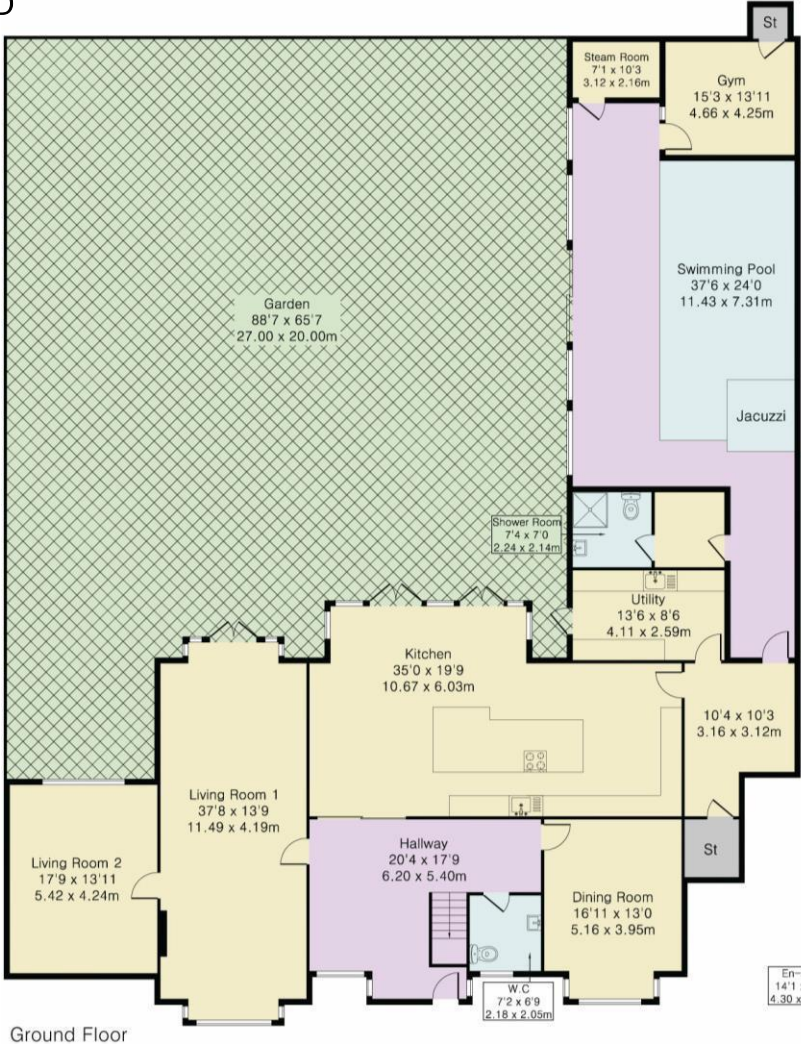 St
Steam Room
7'1 x 10'3
3.12 x 2.16m
Gym
15'3 x 13'11
4.66 x 4.25m
Swimming Pool
37'6 x 24'0
11.43 x 7.31m
Garden
88'7 x 65'7
27.00 x 20.00m
Jacuzzi
Shower Room
7'4 x 7'0
2.24 x 2.14m
Utility
13'6 x 8'6
4.11 x 2.59m
Kitchen
35'0 x 19'9
10.67 x 6.03m
10'4 x 10'3
3.16 x 3.12m
Living Room 1
37'8 x 13'9
11.49 x 4.19m
Hallway
20'4 x 17'9
6.20 x 5.40m
St
Living Room 2
17'9 x 13'11
5.42 x 4.24m
Dining Room
16'11 x 13'0
5.16 x 3.95m
W.C
7'2 x 6'9
2.18 x 2.05m
En-
14'1
4.30 x
Ground Floor